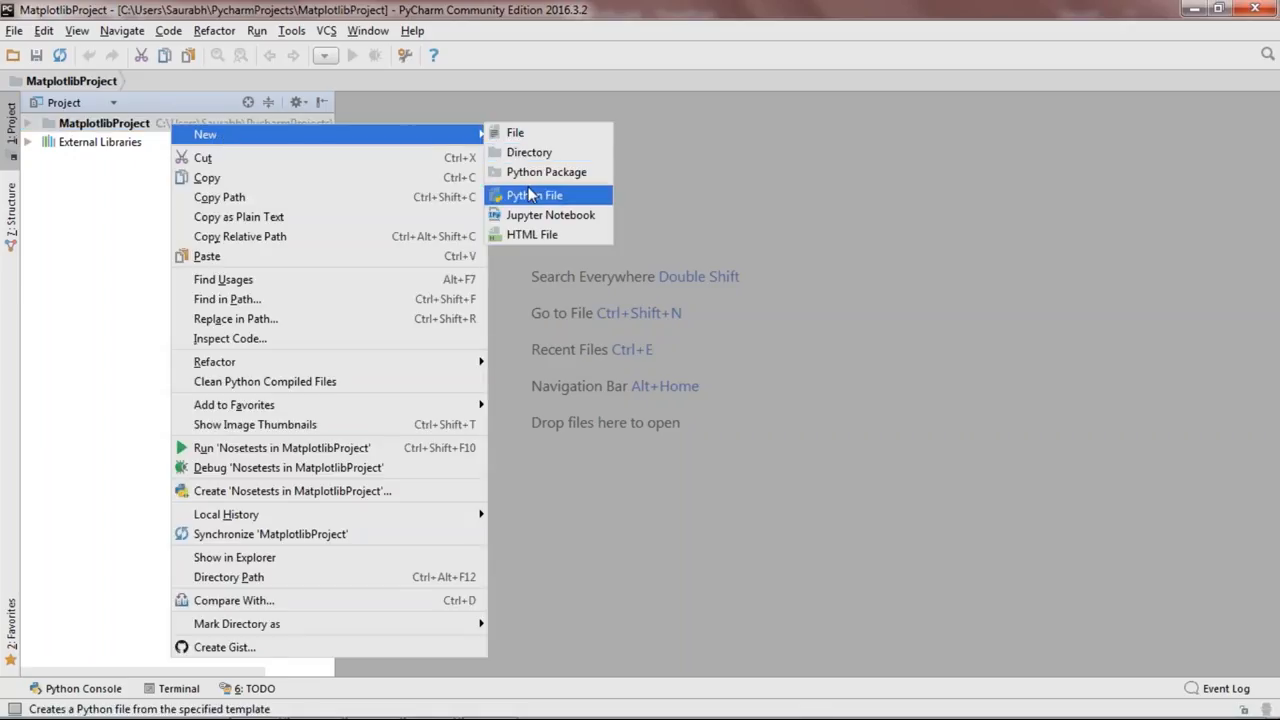 MatplotlibProject - [C:\Users\Saurabh\PycharmProjects\MatplotlibProject] - PyCharm Community Edition 2016.3.2
File Edit View Navigate Code Refactor Run Tools VCS Window Help
MatplotlibProject
Project
1: Project
Z: Structure
2: Favorites
MatplotlibProject
External Libraries
New
Cut Ctrl+X
Copy Ctrl+C
Copy Path Ctrl+Shift+C
Copy as Plain Text
Copy Relative Path Ctrl+Alt+Shift+C
Paste Ctrl+V
Find Usages Alt+F7
Find in Path... Ctrl+Shift+F
Replace in Path... Ctrl+Shift+R
Inspect Code...
Refactor
Clean Python Compiled Files
Add to Favorites
Show Image Thumbnails Ctrl+Shift+T
Run 'Nosetests in MatplotlibProject' Ctrl+Shift+F10
Debug 'Nosetests in MatplotlibProject'
Create 'Nosetests in MatplotlibProject'...
Local History
Synchronize 'MatplotlibProject'
Show in Explorer
Directory Path Ctrl+Alt+F12
Compare With... Ctrl+D
Mark Directory as
Create Gist...
File
Directory
Python Package
Python File
Jupyter Notebook
HTML File
Search Everywhere Double Shift
Go to File Ctrl+Shift+N
Recent Files Ctrl+E
Navigation Bar Alt+Home
Drop files here to open
Python Console Terminal 6: TODO Event Log
Creates a Python file from the specified template